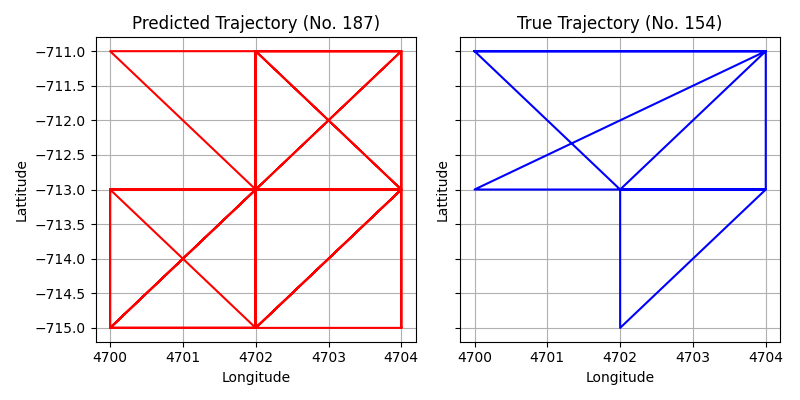 Predicted Trajectory (No. 187)
True Trajectory (No. 154)
−711.0
−711.5
−712.0
−712.5
−713.0
−713.5
−714.0
−714.5
−715.0
Lattitude
Lattitude
4700 4701 4702 4703 4704
4700 4701 4702 4703 4704
Longitude
Longitude